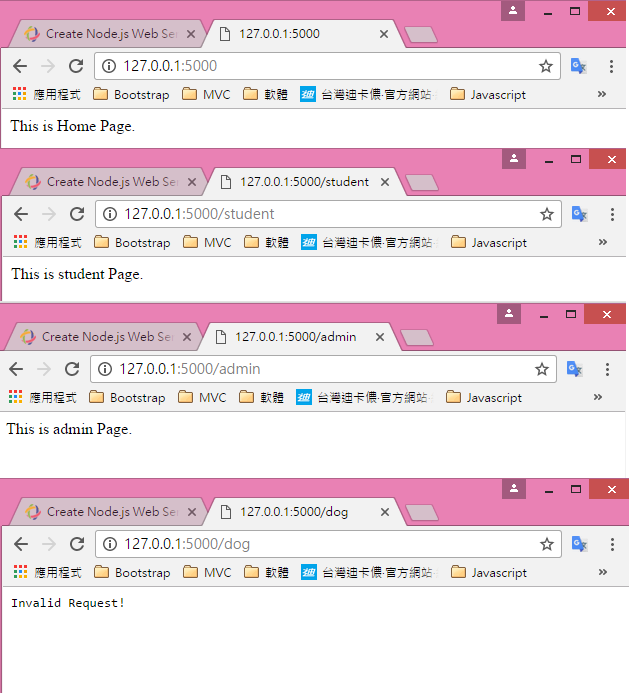 Create Node.js Web Ser
127.0.0.1:5000
127.0.0.1:5000
應用程式 Bootstrap MVC 軟體 台灣迪卡儂·官方網站 Javascript »
This is Home Page.
Create Node.js Web Ser
127.0.0.1:5000/student
127.0.0.1:5000/student
應用程式 Bootstrap MVC 軟體 迪 台灣迪卡儂·官方網站 Javascript »
This is student Page.
Create Node.js Web Ser
127.0.0.1:5000/admin
127.0.0.1:5000/admin
應用程式 Bootstrap MVC 軟體 迪 台灣迪卡儂·官方網站 Javascript »
This is admin Page.
Create Node.js Web Ser
127.0.0.1:5000/dog
127.0.0.1:5000/dog
應用程式 Bootstrap MVC 軟體 迪 台灣迪卡儂·官方網站 Javascript »
Invalid Request!